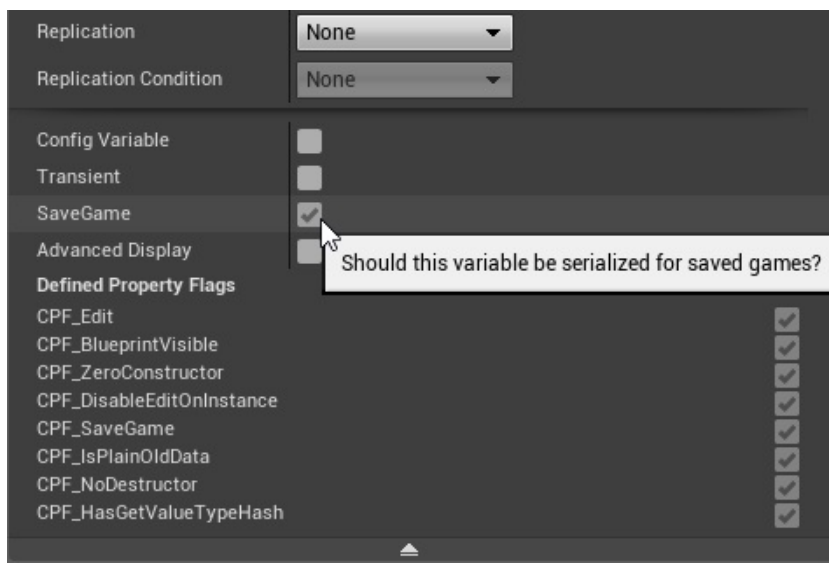 Replication None
Replication Condition None
Config Variable
Transient
SaveGame
Advanced Display
Should this variable be serialized for saved games?
Defined Property Flags
CPF_Edit
CPF_BlueprintVisible
CPF_ZeroConstructor
CPF_DisableEditOnInstance
CPF_SaveGame
CPF_IsPlainOldData
CPF_NoDestructor
CPF_HasGetValueTypeHash